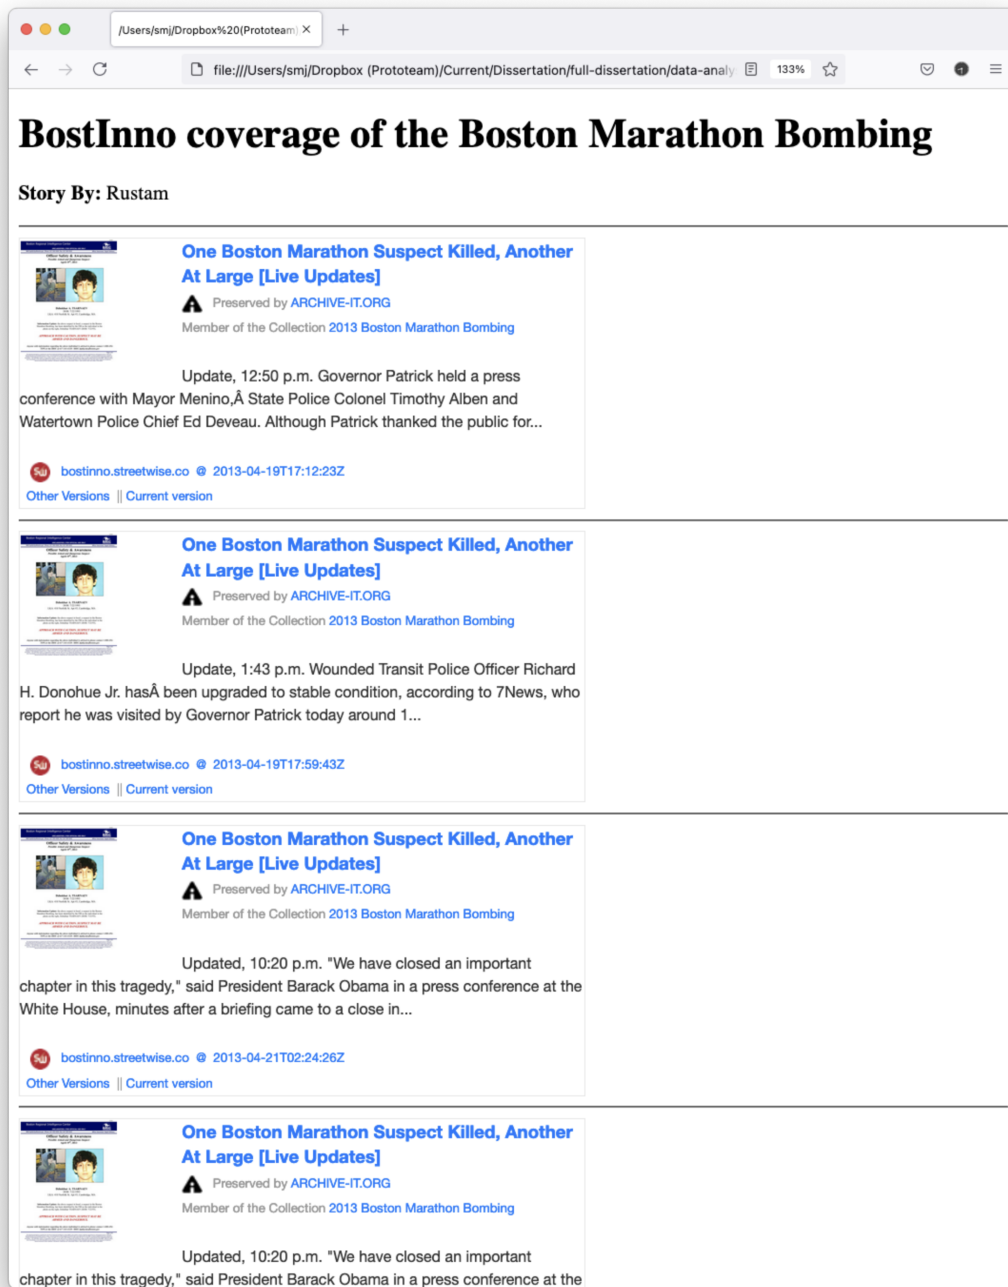 /Users/smj/Dropbox%20(Prototeam)
file:///Users/smj/Dropbox (Prototeam)/Current/Dissertation/full-dissertation/data-analy
133%
BostInno coverage of the Boston Marathon Bombing
Story By: Rustam
One Boston Marathon Suspect Killed, Another
At Large [Live Updates]
Preserved by ARCHIVE-IT.ORG
Member of the Collection 2013 Boston Marathon Bombing
Update, 12:50 p.m. Governor Patrick held a press
conference with Mayor Menino,Â State Police Colonel Timothy Alben and
Watertown Police Chief Ed Deveau. Although Patrick thanked the public for...
bostinno.streetwise.co @ 2013-04-19T17:12:23Z
Other Versions || Current version
One Boston Marathon Suspect Killed, Another
At Large [Live Updates]
Preserved by ARCHIVE-IT.ORG
Member of the Collection 2013 Boston Marathon Bombing
Update, 1:43 p.m. Wounded Transit Police Officer Richard
H. Donohue Jr. hasÂ been upgraded to stable condition, according to 7News, who
report he was visited by Governor Patrick today around 1...
bostinno.streetwise.co @ 2013-04-19T17:59:43Z
Other Versions || Current version
One Boston Marathon Suspect Killed, Another
At Large [Live Updates]
Preserved by ARCHIVE-IT.ORG
Member of the Collection 2013 Boston Marathon Bombing
Updated, 10:20 p.m. "We have closed an important
chapter in this tragedy," said President Barack Obama in a press conference at the
White House, minutes after a briefing came to a close in...
bostinno.streetwise.co @ 2013-04-21T02:24:26Z
Other Versions || Current version
One Boston Marathon Suspect Killed, Another
At Large [Live Updates]
Preserved by ARCHIVE-IT.ORG
Member of the Collection 2013 Boston Marathon Bombing
Updated, 10:20 p.m. "We have closed an important
chapter in this tragedy," said President Barack Obama in a press conference at the